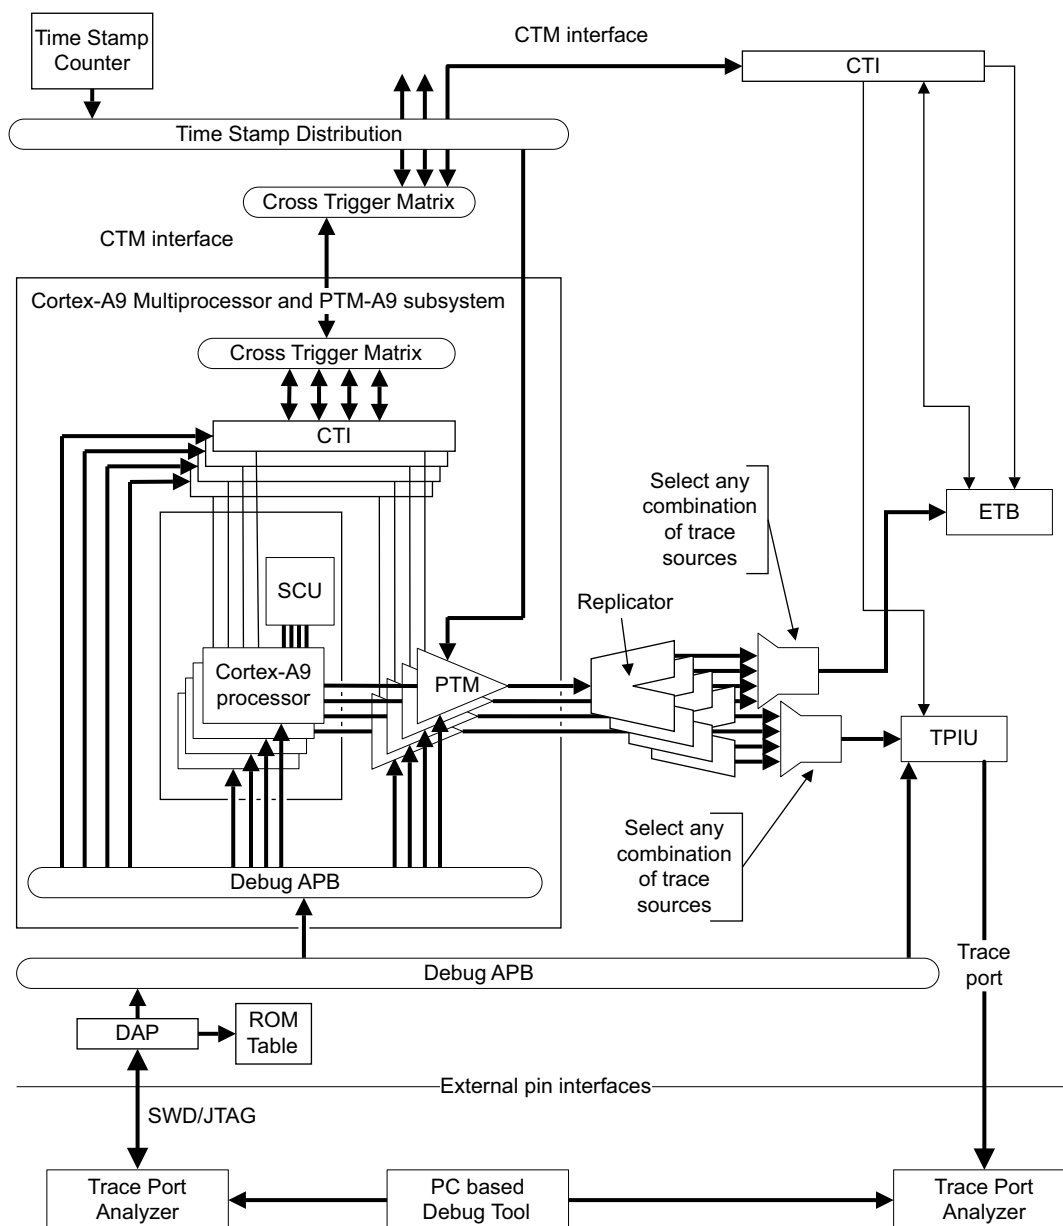 Time Stamp
Counter
CTM interface
CTI
Time Stamp Distribution
Cross Trigger Matrix
CTM interface
Cortex-A9 Multiprocessor and PTM-A9 subsystem
Cross Trigger Matrix
CTI
Select any
combination
of trace
sources
ETB
SCU
Replicator
Cortex-A9
processor
PTM
TPIU
Select any
combination
of trace
sources
Debug APB
Trace
port
Debug APB
DAP
ROM
Table
External pin interfaces
SWD/JTAG
Trace Port
Analyzer
PC based
Debug Tool
Trace Port
Analyzer